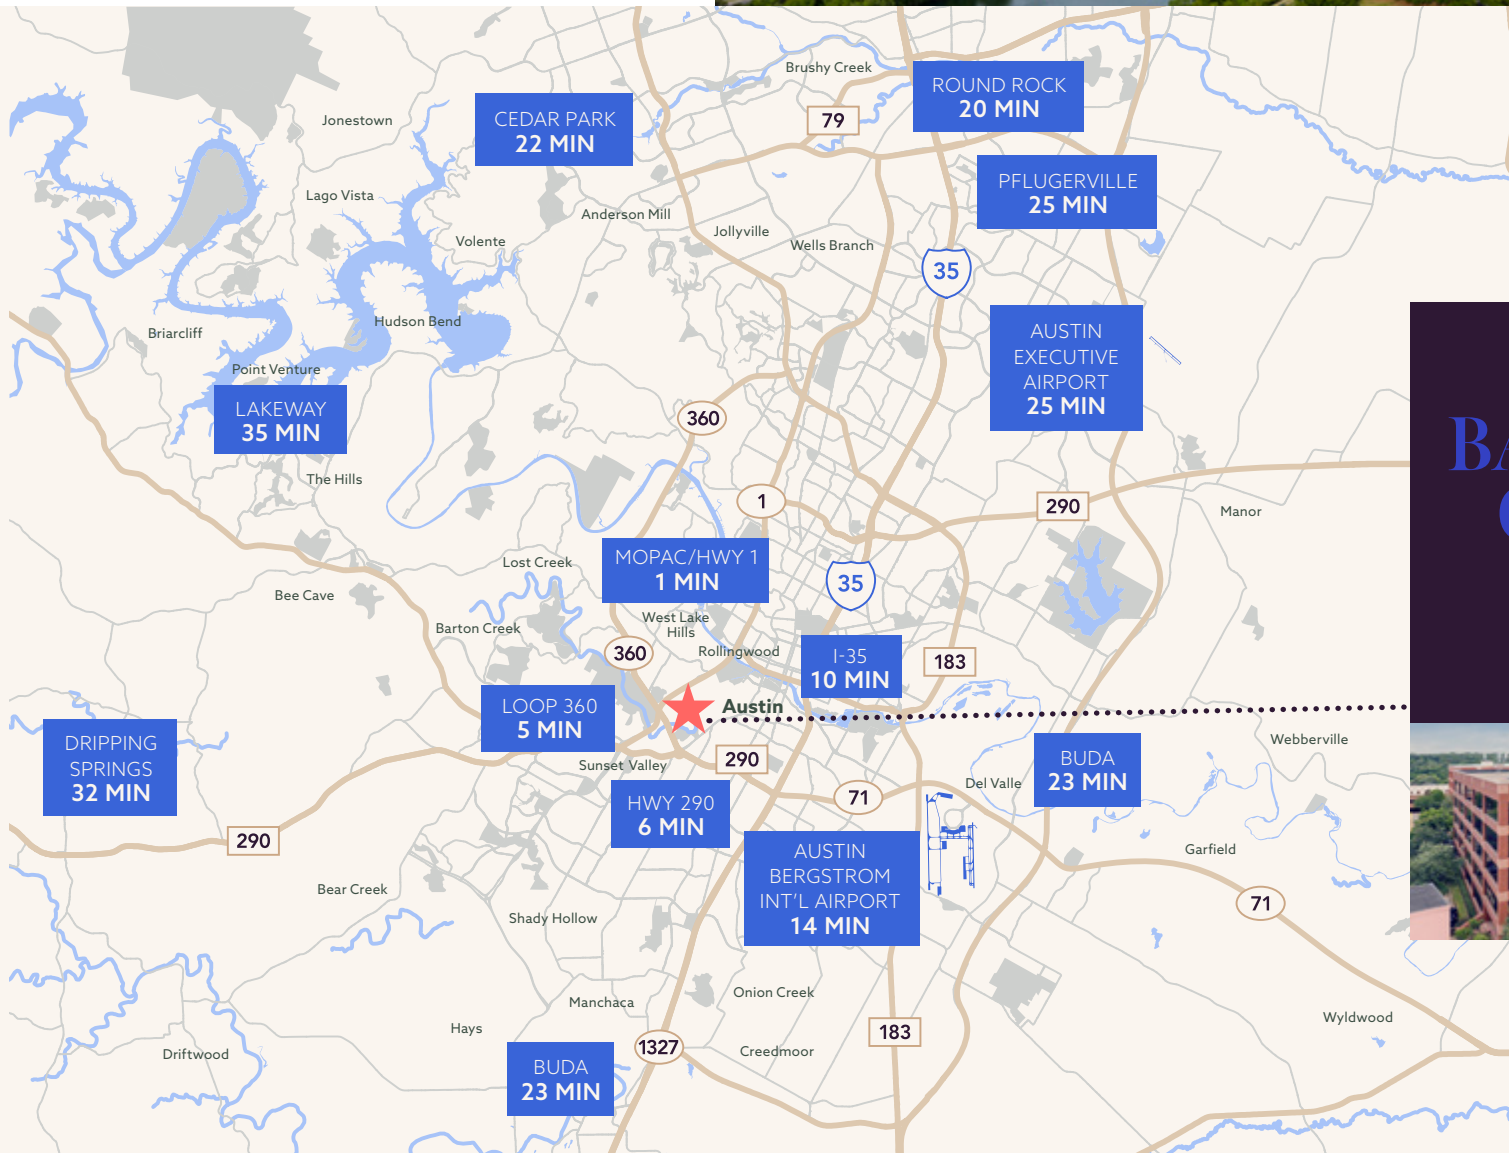 Brushy Creek
ROUND ROCK
20 MIN
CEDAR PARK
22 MIN
79
Jonestown
PFLUGERVILLE
25 MIN
Lago Vista
Anderson Mill
Jollyville
Wells Branch
Volente
35
Hudson Bend
Briarcliff
AUSTIN
EXECUTIVE
AIRPORT
25 MIN
Point Venture
LAKEWAY
35 MIN
360
BA
The Hills
1
290
Manor
MOPAC/HWY 1
1 MIN
Lost Creek
35
Bee Cave
West Lake
Hills
Barton Creek
Rollingwood
360
I-35
10 MIN
183
LOOP 360
5 MIN
Austin
DRIPPING
SPRINGS
32 MIN
290
Sunset Valley
Webberville
BUDA
23 MIN
Del Valle
71
HWY 290
6 MIN
290
AUSTIN
BERGSTROM
INT'L AIRPORT
14 MIN
Garfield
Bear Creek
71
Shady Hollow
Onion Creek
Manchaca
Wyldwood
Hays
183
1327
Creedmoor
Driftwood
BUDA
23 MIN